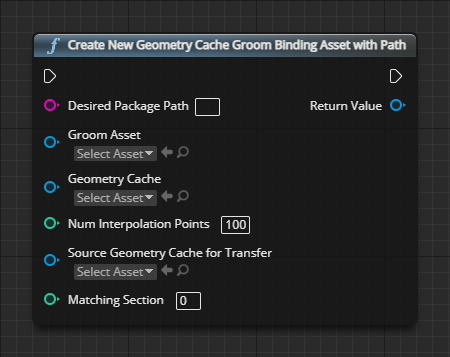 f Create New Geometry Cache Groom Binding Asset with Path
Desired Package Path Return Value
Groom Asset
Select Asset
Geometry Cache
Select Asset
Num Interpolation Points 100
Source Geometry Cache for Transfer
Select Asset
Matching Section 0